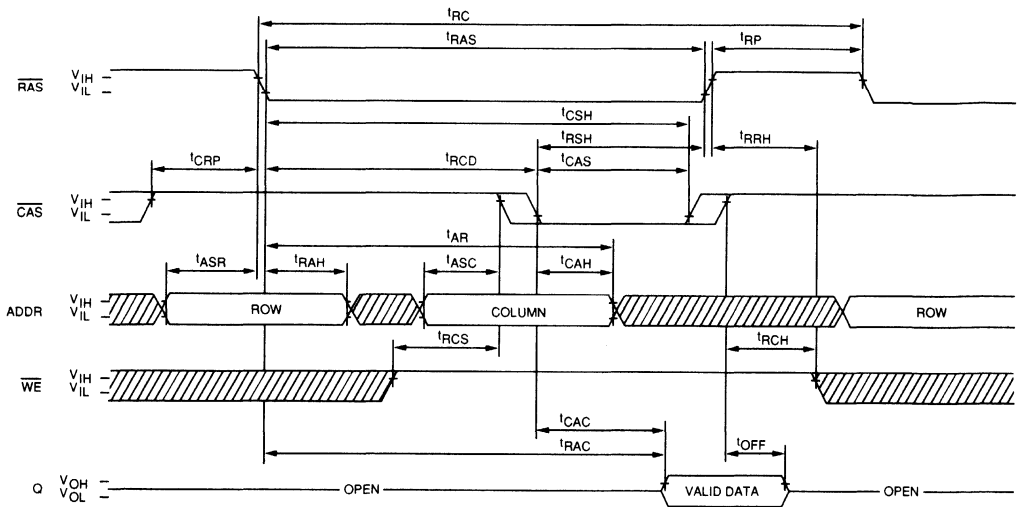 tRC
tRAS
tRP
RAS
VIH
VIL
tCSH
tRSH
tRRH
tCRP
tRCD
tCAS
CAS
VIH
VIL
tAR
tASR
tRAH
tASC
tCAH
ADDR
VIH
VIL
ROW
COLUMN
ROW
tRCS
tRCH
WE
VIH
VIL
tCAC
tRAC
tOFF
Q
VOH
VOL
OPEN
VALID DATA
OPEN